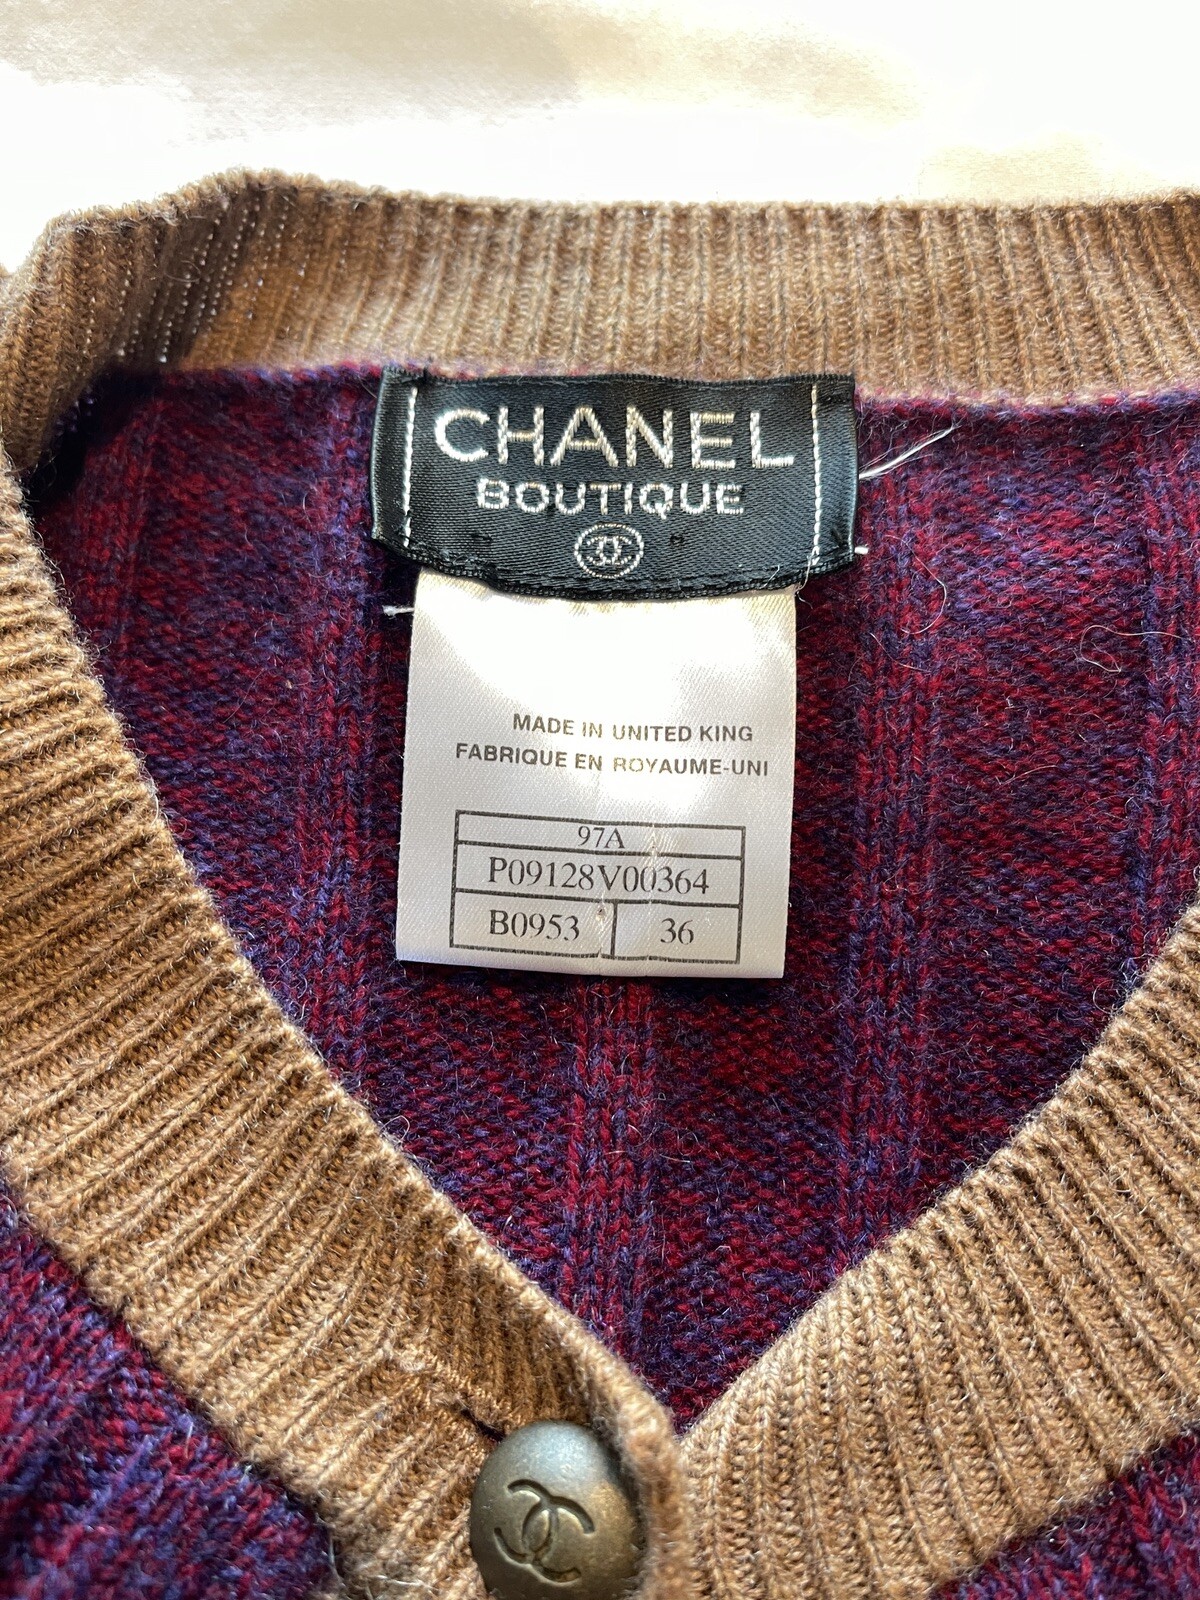 CHANEL
BOUTIQUE
MADE IN UNITED KING
FABRIQUE EN ROYAUME-UNI
97A
P09128V00364
B0953 36